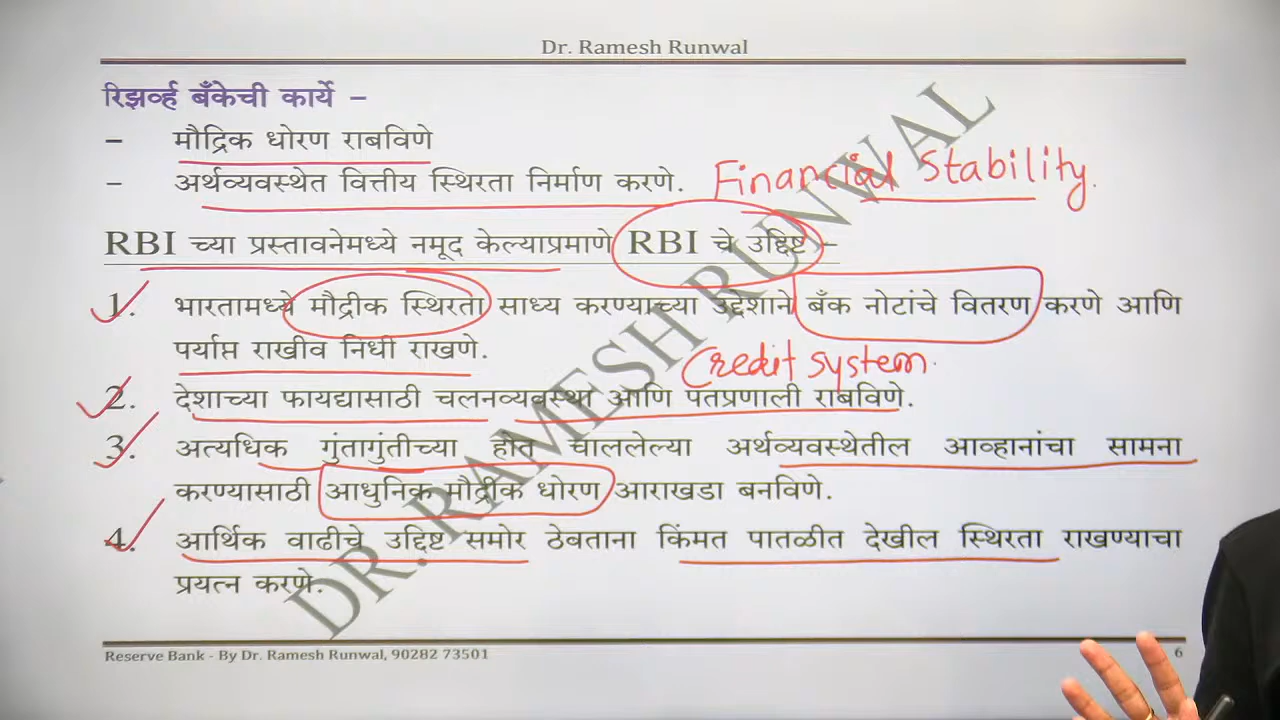 Dr. Ramesh Runwal
रिझर्व्ह बँकेची कार्ये –
– मौद्रिक धोरण राबविणे
– अर्थव्यवस्थेत वित्तीय स्थिरता निर्माण करणे. Financial Stability.
RBI च्या प्रस्तावनेमध्ये नमूद केल्याप्रमाणे RBI चे उद्दिष्ट –
1. भारतामध्ये मौद्रीक स्थिरता साध्य करण्याच्या उद्देशाने बँक नोटांचे वितरण करणे आणि
पर्याप्त राखीव निधी राखणे.
Credit system.
2. देशाच्या फायद्यासाठी चलनव्यवस्था आणि पतप्रणाली राबविणे.
3. अत्यधिक गुंतागुंतीच्या होत चाललेल्या अर्थव्यवस्थेतील आव्हानांचा सामना
करण्यासाठी आधुनिक मौद्रीक धोरण आराखडा बनविणे.
4. आर्थिक वाढीचे उद्दिष्ट समोर ठेवताना किंमत पातळीत देखील स्थिरता राखण्याचा
प्रयत्न करणे.
DR. RAMESH RUNWAL
Reserve Bank - By Dr. Ramesh Runwal, 90282 73501 6